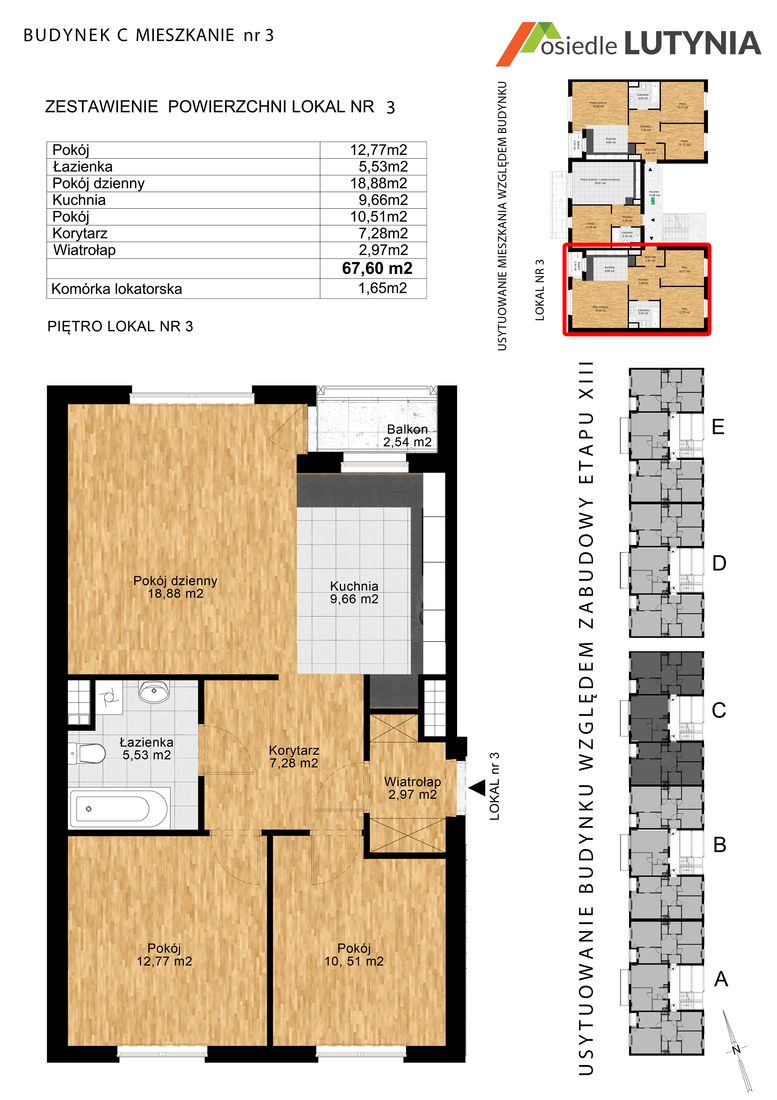 BUDYNEK C MIESZKANIE nr 3
osiedle LUTYNIA
ZESTAWIENIE POWIERZCHNI LOKAL NR 3
Pokój 12,77m2
Łazienka 5,53m2
Pokój dzienny 18,88m2
Kuchnia 9,66m2
Pokój 10,51m2
Korytarz 7,28m2
Wiatrołap 2,97m2
67,60 m2
Komórka lokatorska 1,65m2
PIĘTRO LOKAL NR 3
USYTUOWANIE MIESZKANIA WZGLĘDEM BUDYNKU
LOKAL NR 3
Balkon
2,54 m2
Pokój dzienny
18,88 m2
Kuchnia
9,66 m2
Łazienka
5,53 m2
Korytarz
7,28 m2
Wiatrołap
2,97 m2
LOKAL nr 3
Pokój
12,77 m2
Pokój
10, 51 m2
USYTUOWANIE BUDYNKU WZGLĘDEM ZABUDOWY ETAPU XIII
E
D
C
B
A
N